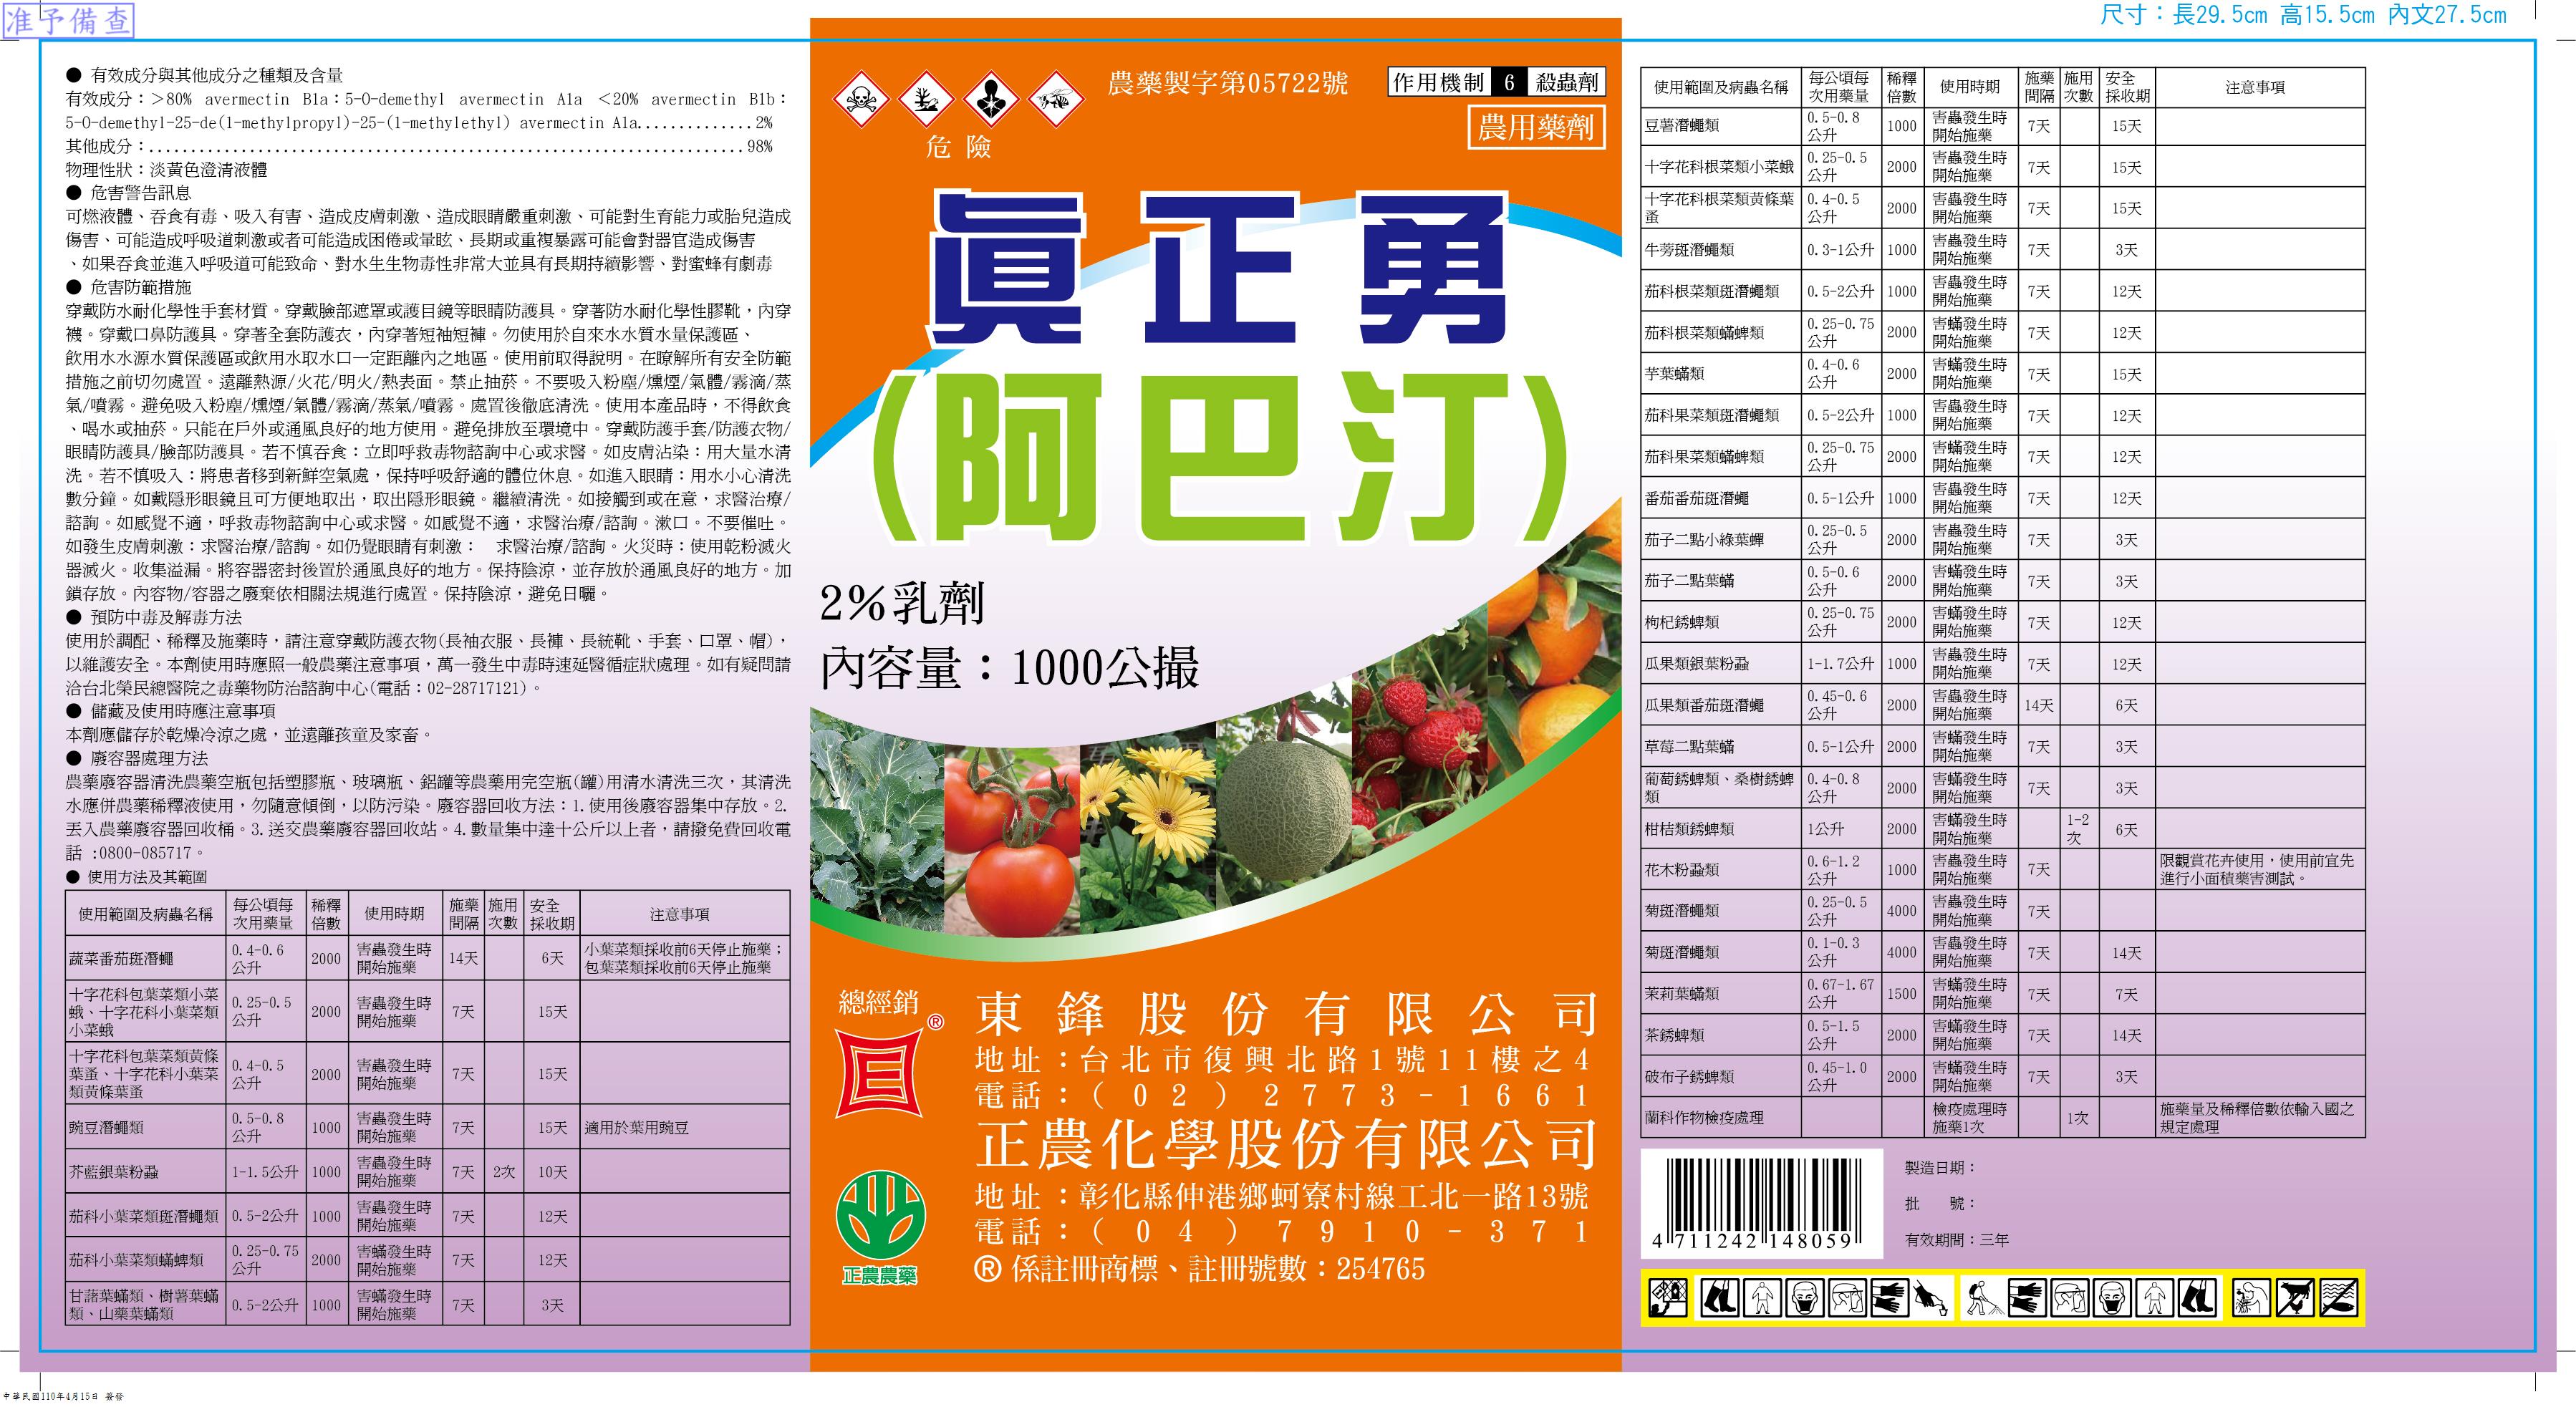 准予備查
尺寸：長29.5cm 高15.5cm 內文27.5cm
● 有效成分與其他成分之種類及含量
有效成分：＞80% avermectin B1a：5-O-demethyl avermectin A1a ＜20% avermectin B1b：
5-O-demethyl-25-de(1-methylpropyl)-25-(1-methylethyl) avermectin A1a..............2%
其他成分：........................................................................98%
物理性狀：淡黃色澄清液體
● 危害警告訊息
可燃液體、吞食有毒、吸入有害、造成皮膚刺激、造成眼睛嚴重刺激、可能對生育能力或胎兒造成
傷害、可能造成呼吸道刺激或者可能造成困倦或暈眩、長期或重複暴露可能會對器官造成傷害
、如果吞食並進入呼吸道可能致命、對水生生物毒性非常大並具有長期持續影響、對蜜蜂有劇毒
● 危害防範措施
穿戴防水耐化學性手套材質。穿戴臉部遮罩或護目鏡等眼睛防護具。穿著防水耐化學性膠靴，內穿
襪。穿戴口鼻防護具。穿著全套防護衣，內穿著短袖短褲。勿使用於自來水水質水量保護區、
飲用水水源水質保護區或飲用水取水口一定距離內之地區。使用前取得說明。在瞭解所有安全防範
措施之前切勿處置。遠離熱源/火花/明火/熱表面。禁止抽菸。不要吸入粉塵/燻煙/氣體/霧滴/蒸
氣/噴霧。避免吸入粉塵/燻煙/氣體/霧滴/蒸氣/噴霧。處置後徹底清洗。使用本產品時，不得飲食
、喝水或抽菸。只能在戶外或通風良好的地方使用。避免排放至環境中。穿戴防護手套/防護衣物/
眼睛防護具/臉部防護具。若不慎吞食：立即呼救毒物諮詢中心或求醫。如皮膚沾染：用大量水清
洗。若不慎吸入：將患者移到新鮮空氣處，保持呼吸舒適的體位休息。如進入眼睛：用水小心清洗
數分鐘。如戴隱形眼鏡且可方便地取出，取出隱形眼鏡。繼續清洗。如接觸到或在意，求醫治療/
諮詢。如感覺不適，呼救毒物諮詢中心或求醫。如感覺不適，求醫治療/諮詢。漱口。不要催吐。
如發生皮膚刺激：求醫治療/諮詢。如仍覺眼睛有刺激： 求醫治療/諮詢。火災時：使用乾粉滅火
器滅火。收集溢漏。將容器密封後置於通風良好的地方。保持陰涼，並存放於通風良好的地方。加
鎖存放。內容物/容器之廢棄依相關法規進行處置。保持陰涼，避免日曬。
● 預防中毒及解毒方法
使用於調配、稀釋及施藥時，請注意穿戴防護衣物(長袖衣服、長褲、長統靴、手套、口罩、帽)，
以維護安全。本劑使用時應照一般農藥注意事項，萬一發生中毒時速延醫循症狀處理。如有疑問請
洽台北榮民總醫院之毒藥物防治諮詢中心(電話：02-28717121)。
● 儲藏及使用時應注意事項
本劑應儲存於乾燥冷涼之處，並遠離孩童及家畜。
● 廢容器處理方法
農藥廢容器清洗農藥空瓶包括塑膠瓶、玻璃瓶、鋁罐等農藥用完空瓶(罐)用清水清洗三次，其清洗
水應併農藥稀釋液使用，勿隨意傾倒，以防污染。廢容器回收方法：1.使用後廢容器集中存放。2.
丟入農藥廢容器回收桶。3.送交農藥廢容器回收站。4.數量集中達十公斤以上者，請撥免費回收電
話 :0800-085717。
● 使用方法及其範圍
使用範圍及病蟲名稱 每公頃每次用藥量 稀釋倍數 使用時期 施藥間隔 施用次數 安全採收期 注意事項
蔬菜番茄斑潛蠅 0.4-0.6公升 2000 害蟲發生時開始施藥 14天 6天 小葉菜類採收前6天停止施藥；包葉菜類採收前6天停止施藥
十字花科包葉菜類小菜蛾、十字花科小葉菜類小菜蛾 0.25-0.5公升 2000 害蟲發生時開始施藥 7天 15天
十字花科包葉菜類黃條葉蚤、十字花科小葉菜類黃條葉蚤 0.4-0.5公升 2000 害蟲發生時開始施藥 7天 15天
豌豆潛蠅類 0.5-0.8公升 1000 害蟲發生時開始施藥 7天 15天 適用於葉用豌豆
芥藍銀葉粉蝨 1-1.5公升 1000 害蟲發生時開始施藥 7天 2次 10天
茄科小葉菜類斑潛蠅類 0.5-2公升 1000 害蟲發生時開始施藥 7天 12天
茄科小葉菜類蟎蜱類 0.25-0.75公升 2000 害蟎發生時開始施藥 7天 12天
甘藷葉蟎類、樹薯葉蟎類、山藥葉蟎類 0.5-2公升 1000 害蟎發生時開始施藥 7天 3天
危險
農藥製字第05722號
作用機制 6 殺蟲劑
農用藥劑
眞正勇
(阿巴汀)
2%乳劑
內容量：1000公撮
總經銷
®
東鋒股份有限公司
地址：台北市復興北路1號11樓之4
電話：(02)2773-1661
正農化學股份有限公司
地址：彰化縣伸港鄉蚵寮村線工北一路13號
電話：(04)7910-371
正農農藥
®係註冊商標、註冊號數：254765
使用範圍及病蟲名稱 每公頃每次用藥量 稀釋倍數 使用時期 施藥間隔 施用次數 安全採收期 注意事項
豆薯潛蠅類 0.5-0.8公升 1000 害蟲發生時開始施藥 7天 15天
十字花科根菜類小菜蛾 0.25-0.5公升 2000 害蟲發生時開始施藥 7天 15天
十字花科根菜類黃條葉蚤 0.4-0.5公升 2000 害蟲發生時開始施藥 7天 15天
牛蒡斑潛蠅類 0.3-1公升 1000 害蟲發生時開始施藥 7天 3天
茄科根菜類斑潛蠅類 0.5-2公升 1000 害蟲發生時開始施藥 7天 12天
茄科根菜類蟎蜱類 0.25-0.75公升 2000 害蟎發生時開始施藥 7天 12天
芋葉蟎類 0.4-0.6公升 2000 害蟎發生時開始施藥 7天 15天
茄科果菜類斑潛蠅類 0.5-2公升 1000 害蟲發生時開始施藥 7天 12天
茄科果菜類蟎蜱類 0.25-0.75公升 2000 害蟎發生時開始施藥 7天 12天
番茄番茄斑潛蠅 0.5-1公升 1000 害蟲發生時開始施藥 7天 12天
茄子二點小綠葉蟬 0.25-0.5公升 2000 害蟲發生時開始施藥 7天 3天
茄子二點葉蟎 0.5-0.6公升 2000 害蟎發生時開始施藥 7天 3天
枸杞銹蜱類 0.25-0.75公升 2000 害蟎發生時開始施藥 7天 12天
瓜果類銀葉粉蝨 1-1.7公升 1000 害蟲發生時開始施藥 7天 12天
瓜果類番茄斑潛蠅 0.45-0.6公升 2000 害蟲發生時開始施藥 14天 6天
草莓二點葉蟎 0.5-1公升 2000 害蟎發生時開始施藥 7天 3天
葡萄銹蜱類、桑樹銹蜱類 0.4-0.8公升 2000 害蟎發生時開始施藥 7天 3天
柑桔類銹蜱類 1公升 2000 害蟎發生時開始施藥 1-2次 6天
花木粉蝨類 0.6-1.2公升 1000 害蟲發生時開始施藥 7天 限觀賞花卉使用，使用前宜先進行小面積藥害測試。
菊斑潛蠅類 0.25-0.5公升 4000 害蟲發生時開始施藥 7天
菊斑潛蠅類 0.1-0.3公升 4000 害蟲發生時開始施藥 7天 14天
茉莉葉蟎類 0.67-1.67公升 1500 害蟎發生時開始施藥 7天 7天
茶銹蜱類 0.5-1.5公升 2000 害蟎發生時開始施藥 7天 14天
破布子銹蜱類 0.45-1.0公升 2000 害蟎發生時開始施藥 7天 3天
蘭科作物檢疫處理 檢疫處理時施藥1次 1次 施藥量及稀釋倍數依輸入國之規定處理
4 711242 148059
製造日期：
批 號：
有效期間：三年
中華民國110年4月15日 簽發